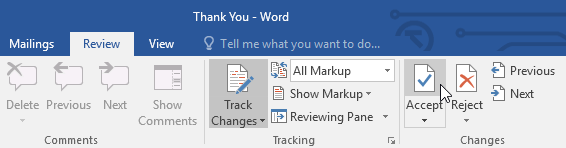 Thank You - Word
Mailings Review View Tell me what you want to do...
Delete Previous Next Show Comments
Track Changes All Markup
Show Markup
Reviewing Pane
Accept Reject Previous
Next
Comments Tracking Changes